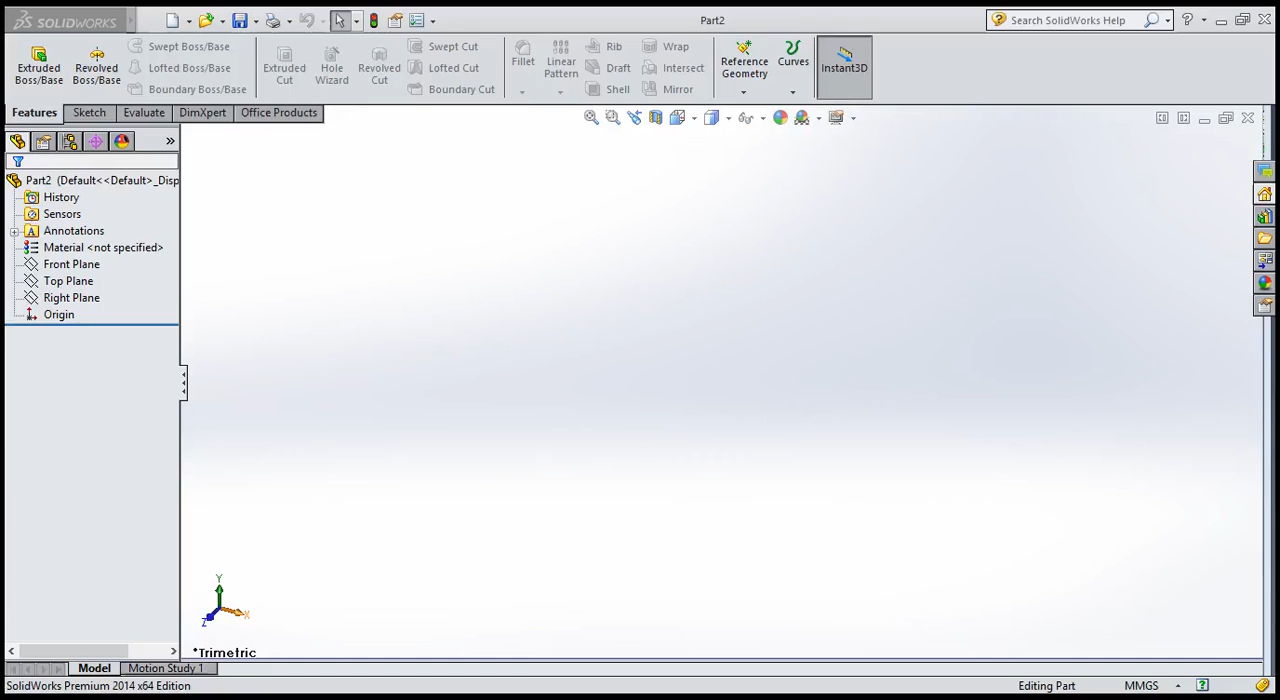 SOLIDWORKS
Part2
Search SolidWorks Help
Extruded Boss/Base
Revolved Boss/Base
Swept Boss/Base
Lofted Boss/Base
Boundary Boss/Base
Extruded Cut
Hole Wizard
Revolved Cut
Swept Cut
Lofted Cut
Boundary Cut
Fillet
Linear Pattern
Rib
Draft
Shell
Wrap
Intersect
Mirror
Reference Geometry
Curves
Instant3D
Features Sketch Evaluate DimXpert Office Products
Part2 (Default<<Default>_Disp
History
Sensors
A Annotations
Material <not specified>
Front Plane
Top Plane
Right Plane
Origin
Y
X
Z
*Trimetric
Model Motion Study 1
SolidWorks Premium 2014 x64 Edition Editing Part MMGS